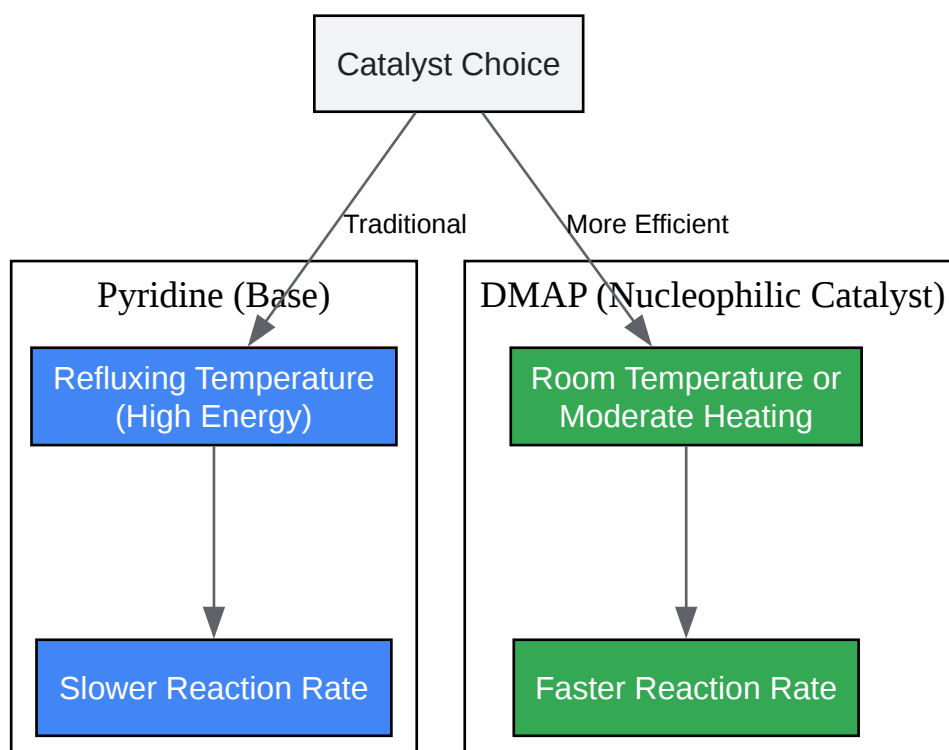 Catalyst Choice
Traditional
More Efficient
Pyridine (Base)
DMAP (Nucleophilic Catalyst)
Refluxing Temperature
(High Energy)
Room Temperature or
Moderate Heating
Slower Reaction Rate
Faster Reaction Rate